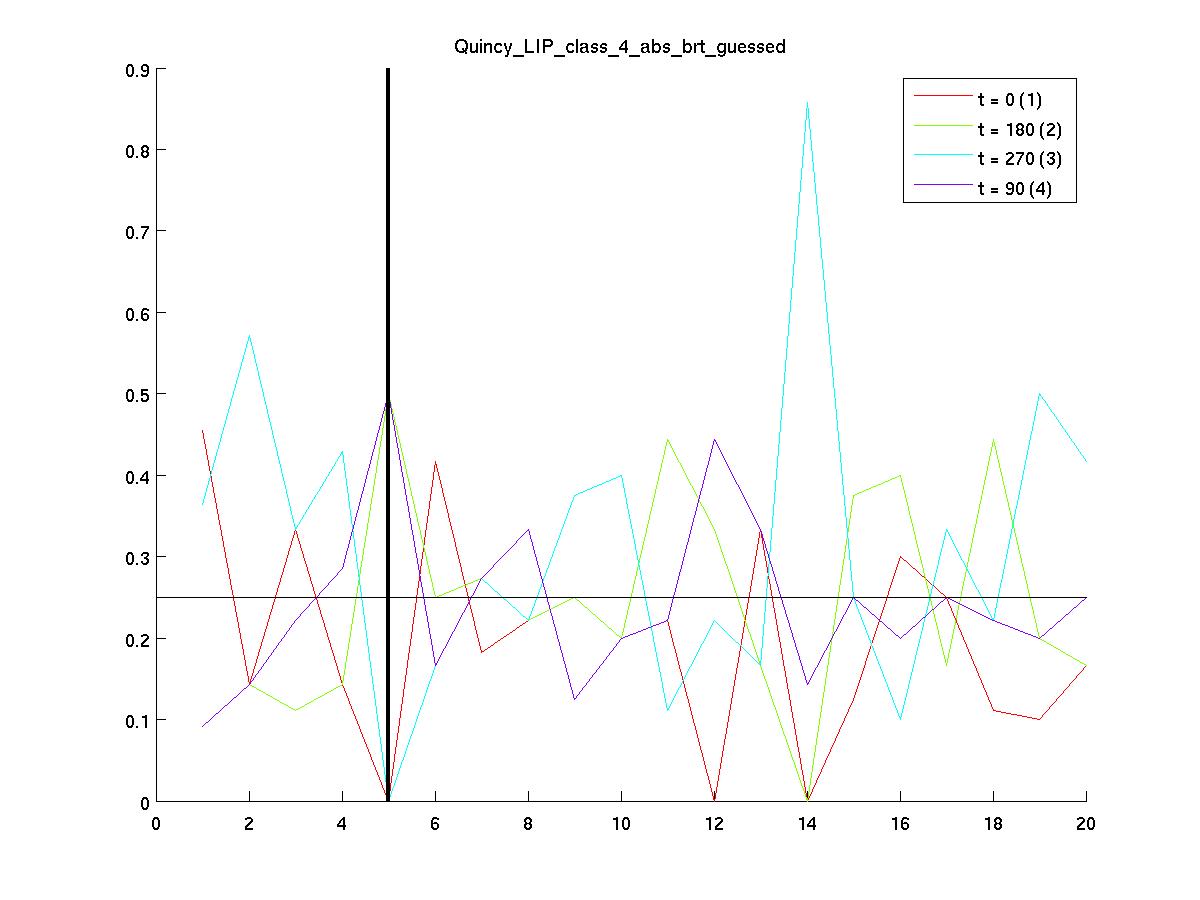 Quincy_LIP_class_4_abs_brt_guessed
t = 0 (1)
t = 180 (2)
t = 270 (3)
t = 90 (4)
0.9
0.8
0.7
0.6
0.5
0.4
0.3
0.2
0.1
0
0 2 4 6 8 10 12 14 16 18 20